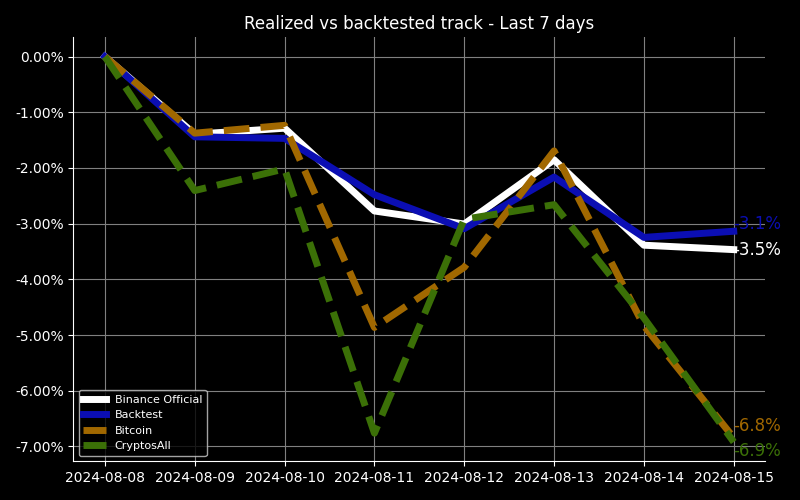 Realized vs backtested track - Last 7 days
0.00%
-1.00%
-2.00%
-3.00%
-4.00%
-5.00%
-6.00%
-7.00%
-3.1%
-3.5%
-6.8%
-6.9%
Binance Official
Backtest
Bitcoin
CryptosAll
2024-08-08 2024-08-09 2024-08-10 2024-08-11 2024-08-12 2024-08-13 2024-08-14 2024-08-15